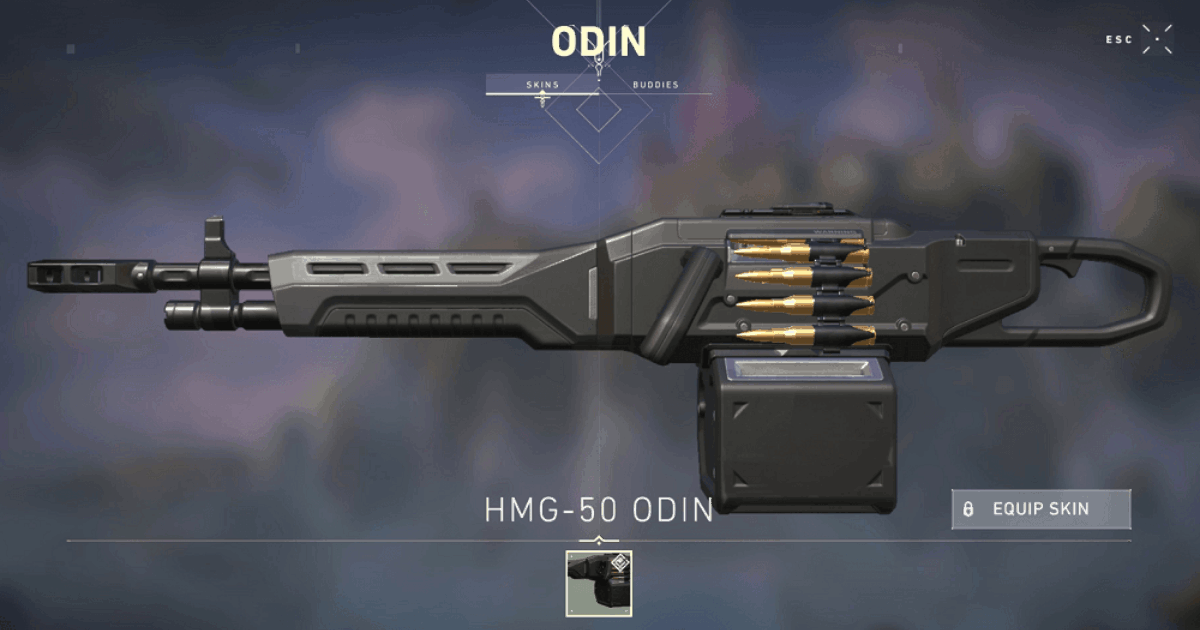 ODIN
ESC
SKINS
BUDDIES
HMG-50 ODIN
EQUIP SKIN